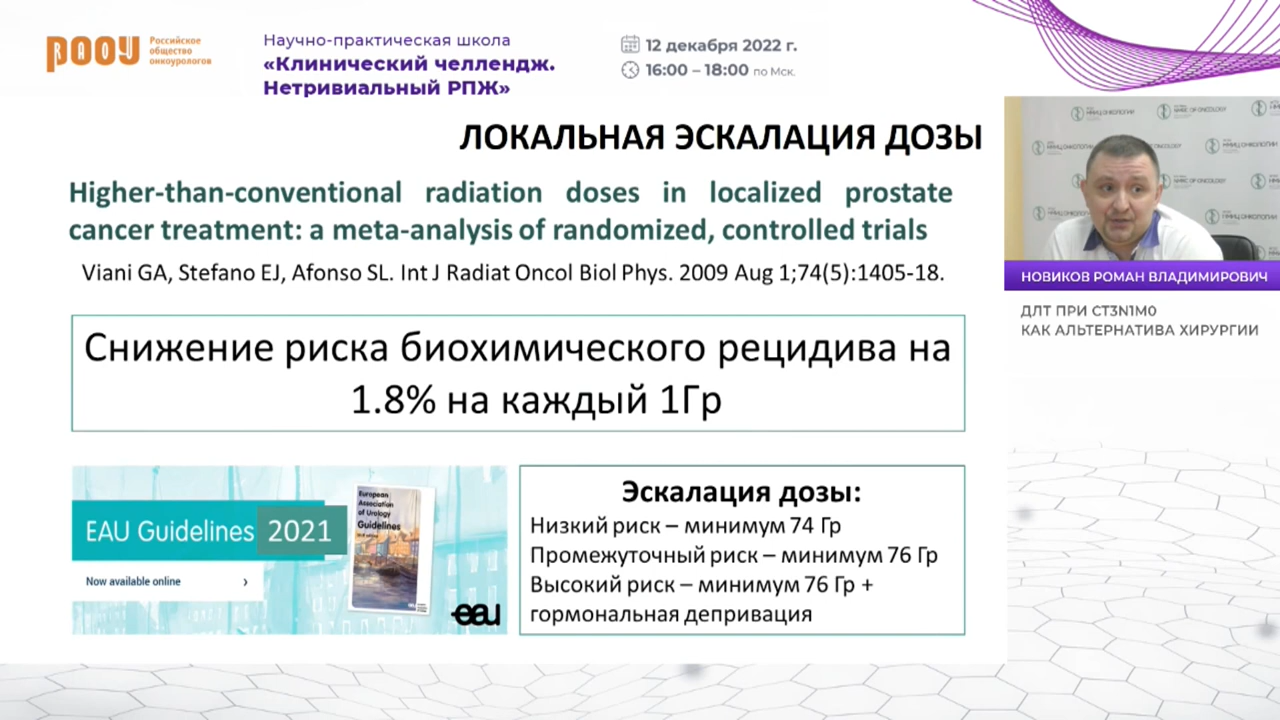 РАОУ
Российское
общество
онкоурологов
Научно-практическая школа
«Клинический челлендж.
Нетривиальный РПЖ»
12 декабря 2022 г.
16:00 – 18:00 по Мск.
ЛОКАЛЬНАЯ ЭСКАЛАЦИЯ ДОЗЫ
Higher-than-conventional radiation doses in localized prostate
cancer treatment: a meta-analysis of randomized, controlled trials
Viani GA, Stefano EJ, Afonso SL. Int J Radiat Oncol Biol Phys. 2009 Aug 1;74(5):1405-18.
Снижение риска биохимического рецидива на
1.8% на каждый 1Гр
EAU Guidelines 2021
Now available online
European
Association
of Urology
Guidelines
eau
Эскалация дозы:
Низкий риск – минимум 74 Гр
Промежуточный риск – минимум 76 Гр
Высокий риск – минимум 76 Гр +
гормональная депривация
НОВИКОВ РОМАН ВЛАДИМИРОВИЧ
ДЛТ ПРИ СТ3N1M0
КАК АЛЬТЕРНАТИВА ХИРУРГИИ